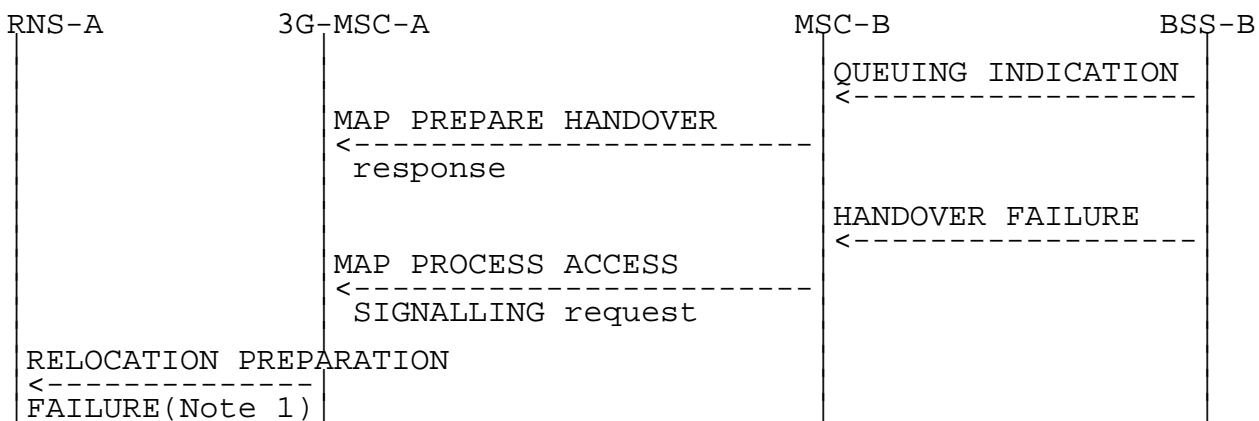 RNS-A 3G-MSC-A MSC-B BSS-B
QUEUING INDICATION
MAP PREPARE HANDOVER
response
HANDOVER FAILURE
MAP PROCESS ACCESS
SIGNALLING request
RELOCATION PREPARATION
FAILURE(Note 1)